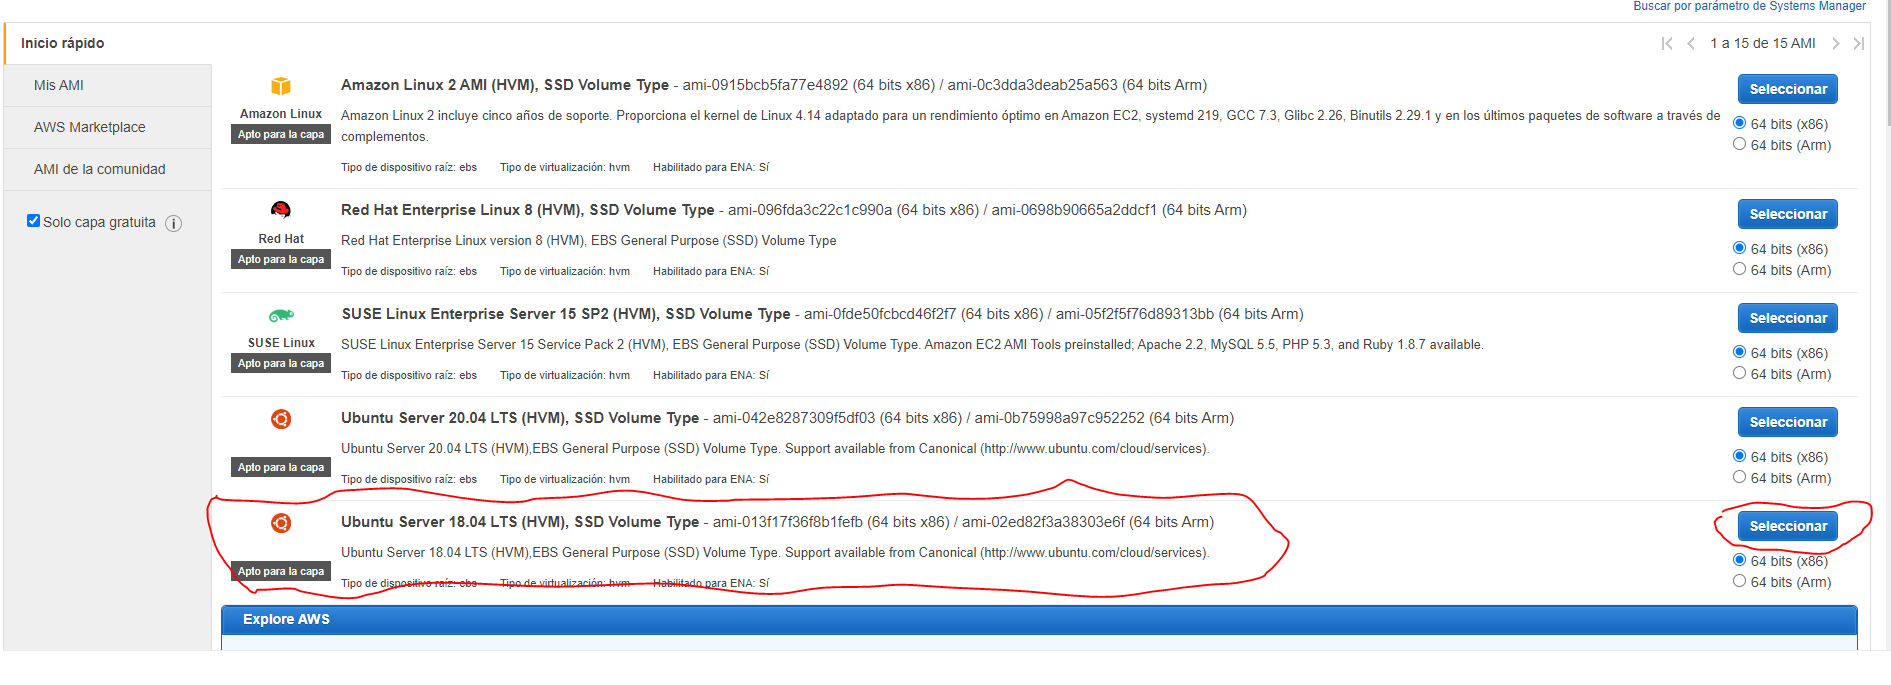 Buscar por parámetro de Systems Manager
Inicio rápido
1 a 15 de 15 AMI
Mis AMI
AWS Marketplace
AMI de la comunidad
Solo capa gratuita
Amazon Linux
Apto para la capa
Amazon Linux 2 AMI (HVM), SSD Volume Type - ami-0915bcb5fa77e4892 (64 bits x86) / ami-0c3dda3deab25a563 (64 bits Arm)
Amazon Linux 2 incluye cinco años de soporte. Proporciona el kernel de Linux 4.14 adaptado para un rendimiento óptimo en Amazon EC2, systemd 219, GCC 7.3, Glibc 2.26, Binutils 2.29.1 y en los últimos paquetes de software a través de
complementos.
Tipo de dispositivo raíz: ebs Tipo de virtualización: hvm Habilitado para ENA: Sí
Seleccionar
64 bits (x86)
64 bits (Arm)
Red Hat
Apto para la capa
Red Hat Enterprise Linux 8 (HVM), SSD Volume Type - ami-096fda3c22c1c990a (64 bits x86) / ami-0698b90665a2ddcf1 (64 bits Arm)
Red Hat Enterprise Linux version 8 (HVM), EBS General Purpose (SSD) Volume Type
Tipo de dispositivo raíz: ebs Tipo de virtualización: hvm Habilitado para ENA: Sí
Seleccionar
64 bits (x86)
64 bits (Arm)
SUSE Linux
Apto para la capa
SUSE Linux Enterprise Server 15 SP2 (HVM), SSD Volume Type - ami-0fde50fcbcd46f2f7 (64 bits x86) / ami-05f2f5f76d89313bb (64 bits Arm)
SUSE Linux Enterprise Server 15 Service Pack 2 (HVM), EBS General Purpose (SSD) Volume Type. Amazon EC2 AMI Tools preinstalled; Apache 2.2, MySQL 5.5, PHP 5.3, and Ruby 1.8.7 available.
Tipo de dispositivo raíz: ebs Tipo de virtualización: hvm Habilitado para ENA: Sí
Seleccionar
64 bits (x86)
64 bits (Arm)
Apto para la capa
Ubuntu Server 20.04 LTS (HVM), SSD Volume Type - ami-042e8287309f5df03 (64 bits x86) / ami-0b75998a97c952252 (64 bits Arm)
Ubuntu Server 20.04 LTS (HVM),EBS General Purpose (SSD) Volume Type. Support available from Canonical (http://www.ubuntu.com/cloud/services).
Tipo de dispositivo raíz: ebs Tipo de virtualización: hvm Habilitado para ENA: Sí
Seleccionar
64 bits (x86)
64 bits (Arm)
Apto para la capa
Ubuntu Server 18.04 LTS (HVM), SSD Volume Type - ami-013f17f36f8b1fefb (64 bits x86) / ami-02ed82f3a38303e6f (64 bits Arm)
Ubuntu Server 18.04 LTS (HVM),EBS General Purpose (SSD) Volume Type. Support available from Canonical (http://www.ubuntu.com/cloud/services).
Tipo de dispositivo raíz: ebs Tipo de virtualización: hvm Habilitado para ENA: Sí
Seleccionar
64 bits (x86)
64 bits (Arm)
Explore AWS